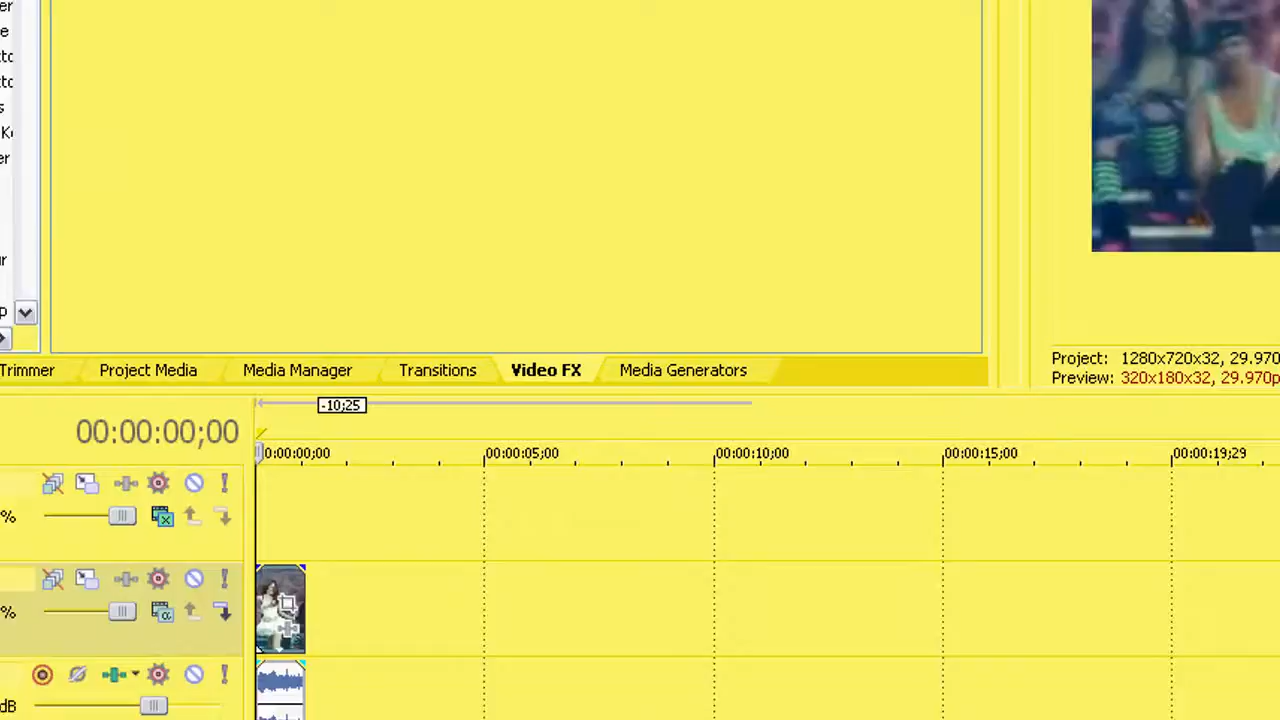 Trimmer Project Media Media Manager Transitions Video FX Media Generators
Project: 1280x720x32, 29.970
Preview: 320x180x32, 29.970p
-10;25
00:00:00;00
0:00:00;00 00:00:05;00 00:00:10;00 00:00:15;00 00:00:19;29
%
%
dB